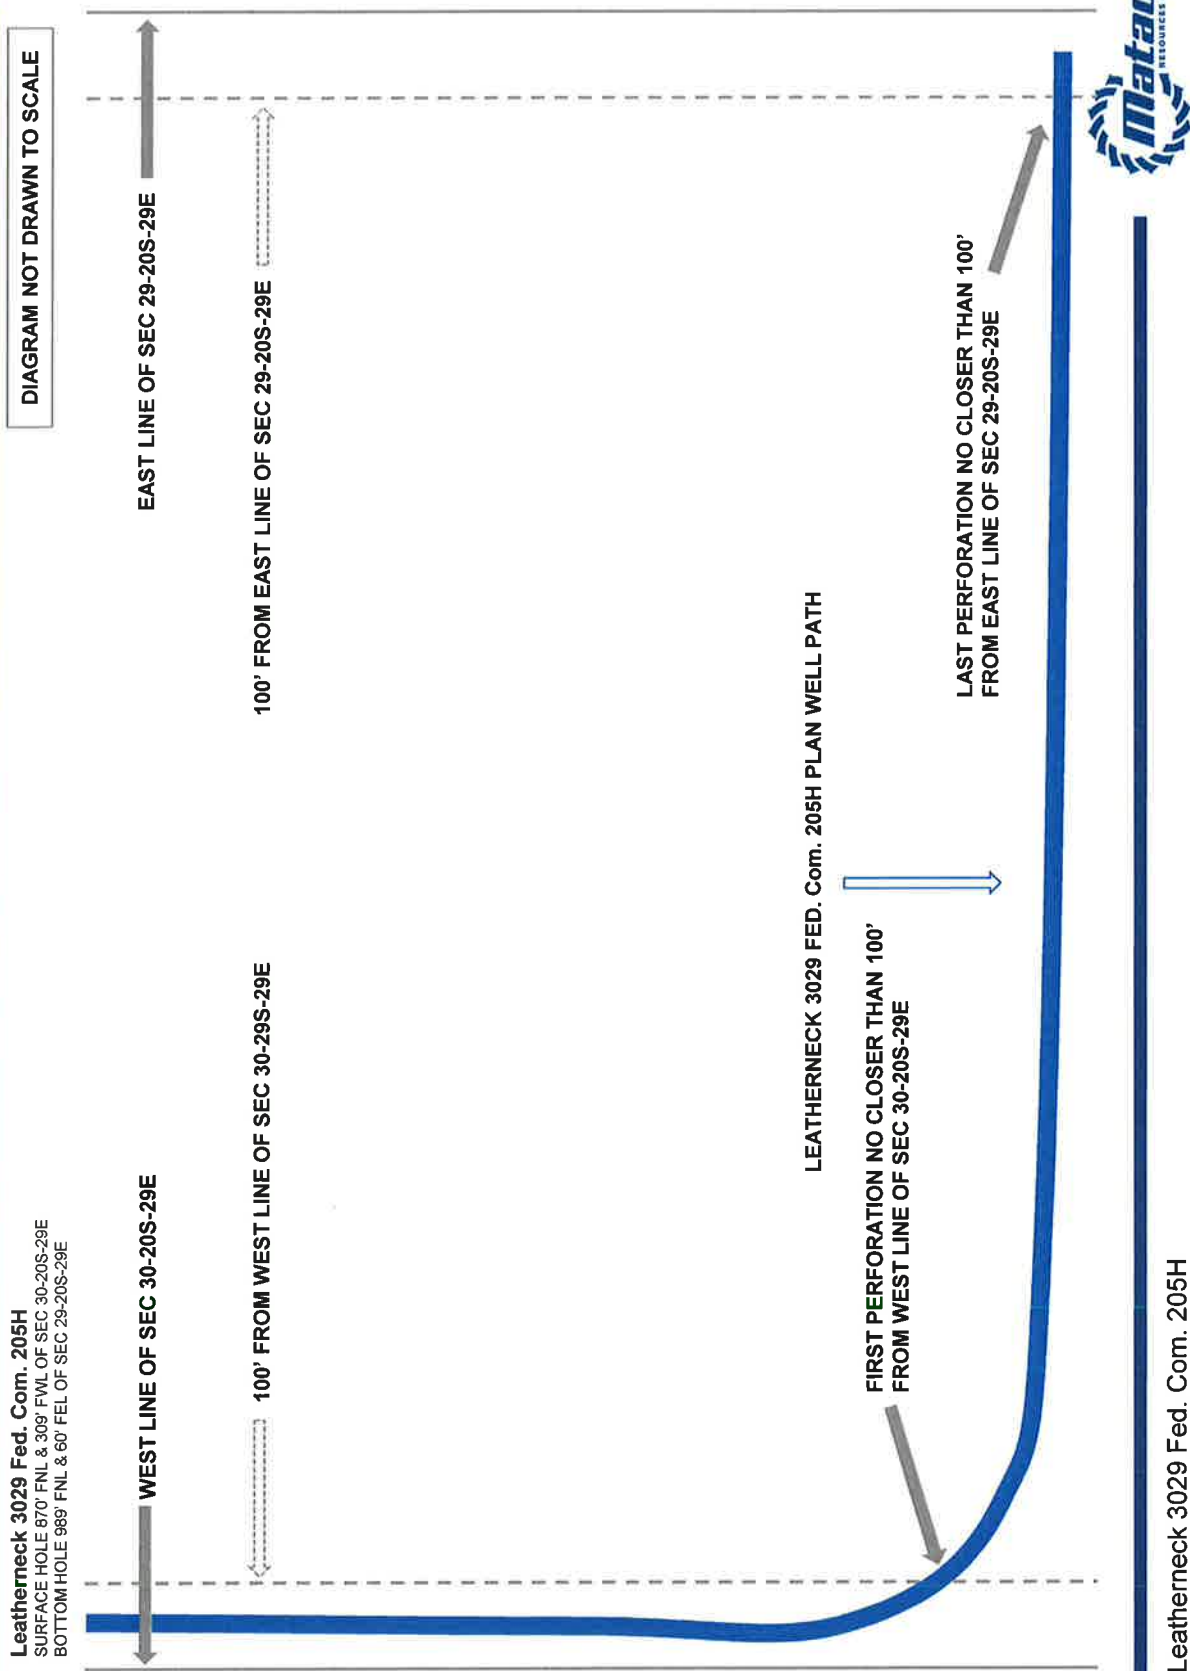 Leatherneck 3029 Fed. Com. 205H
SURFACE HOLE 870' FNL & 309' FWL OF SEC 30-20S-29E
BOTTOM HOLE 989' FNL & 60' FEL OF SEC 29-20S-29E
DIAGRAM NOT DRAWN TO SCALE
WEST LINE OF SEC 30-20S-29E
EAST LINE OF SEC 29-20S-29E
100' FROM WEST LINE OF SEC 30-29S-29E
100' FROM EAST LINE OF SEC 29-20S-29E
LEATHERNECK 3029 FED. Com. 205H PLAN WELL PATH
FIRST PERFORATION NO CLOSER THAN 100'
FROM WEST LINE OF SEC 30-20S-29E
LAST PERFORATION NO CLOSER THAN 100'
FROM EAST LINE OF SEC 29-20S-29E
Leatherneck 3029 Fed. Com. 205H
RESOURCES